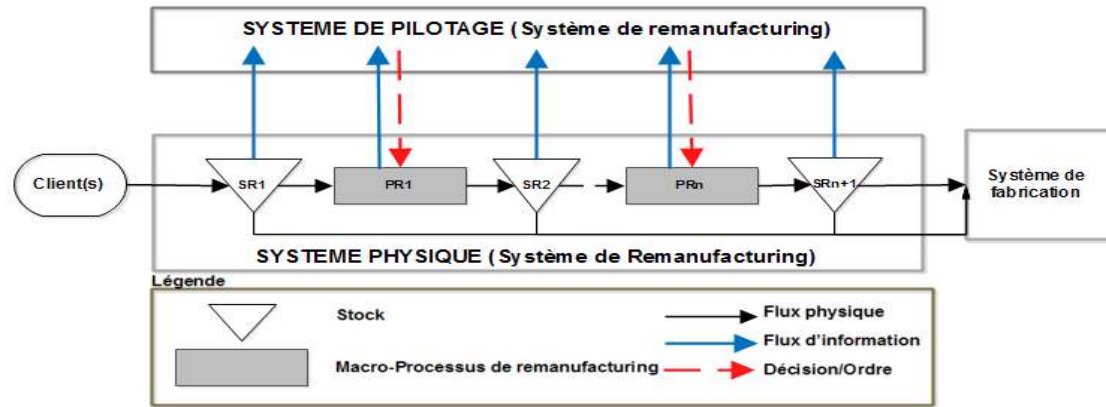 SYSTEME DE PILOTAGE (Système de remanufacturing)
Client(s)
SR1
PR1
SR2
PRn
SRn+1
Système de
fabrication
SYSTEME PHYSIQUE (Système de Remanufacturing)
Légende
Stock
Flux physique
Flux d'information
Macro-Processus de remanufacturing
Décision/Ordre